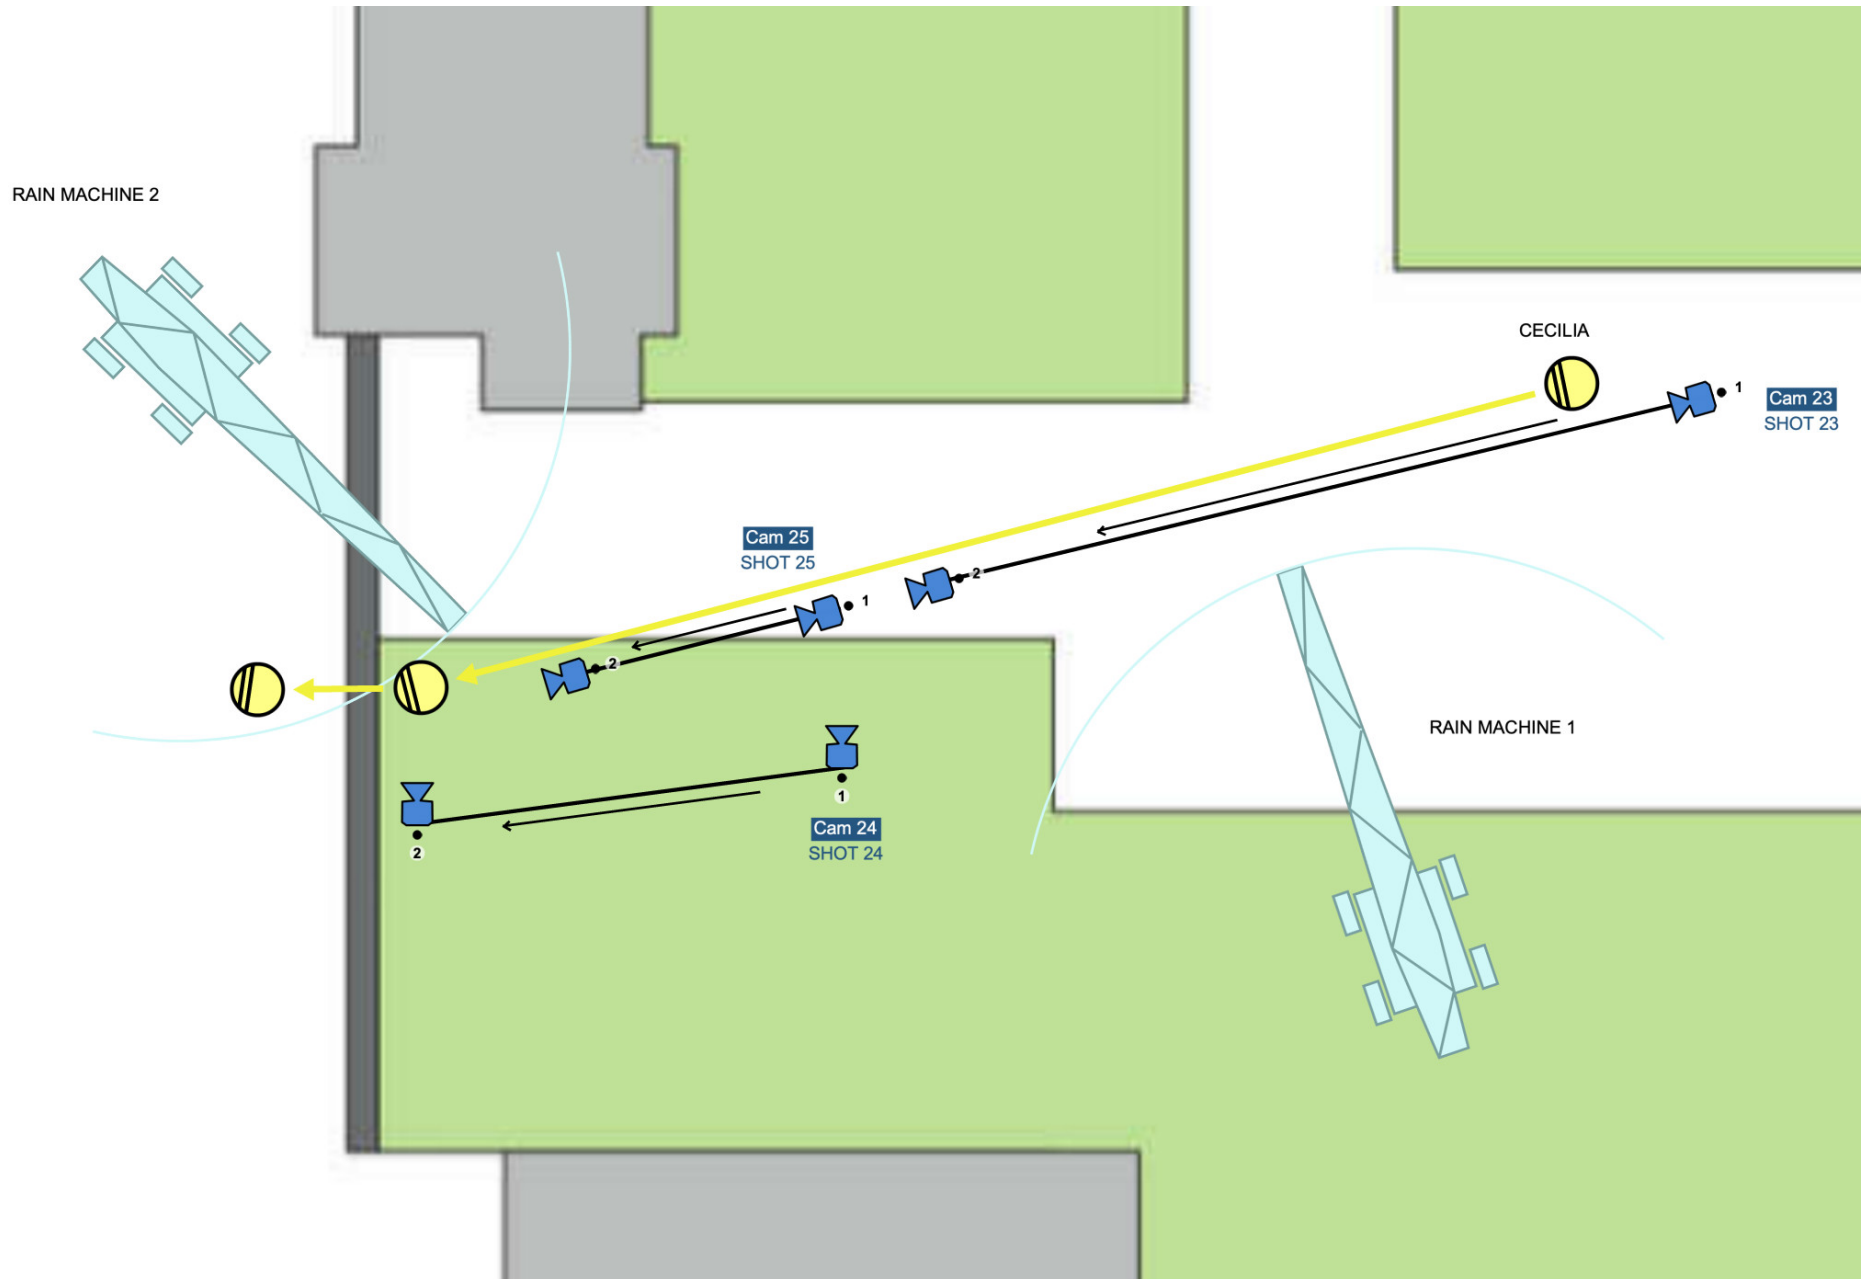 RAIN MACHINE 2
CECILIA
1
Cam 23
SHOT 23
Cam 25
SHOT 25
2
1
2
RAIN MACHINE 1
1
Cam 24
SHOT 24
2